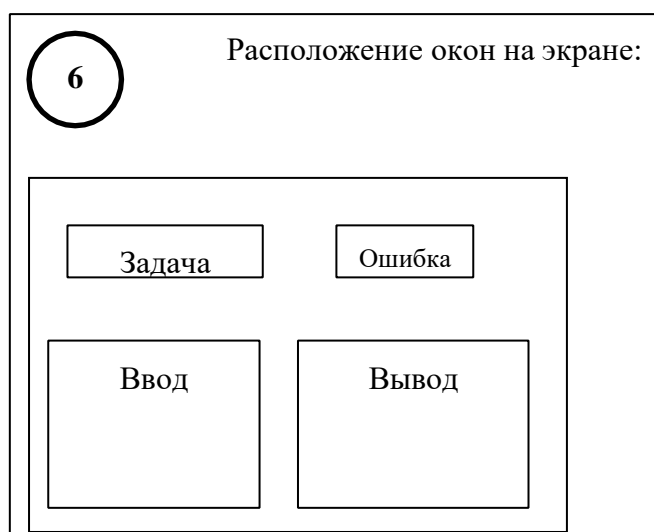 6
Расположение окон на экране:
Задача
Ошибка
Ввод
Вывод